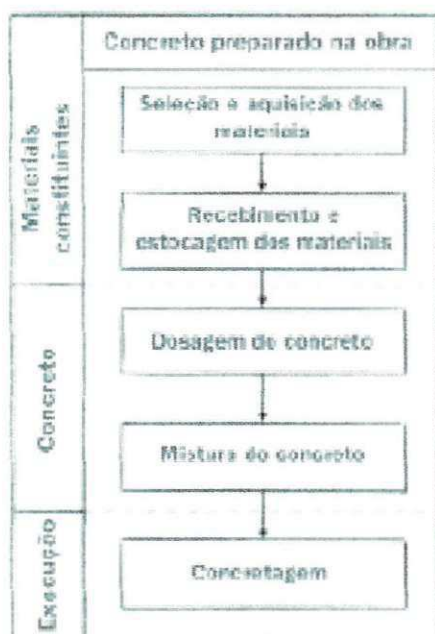 Concreto preparado na obra
Materiais
constituintes
Seleção e aquisição dos
materiais
Recebimento e
estocagem dos materiais
Concreto
Dosagem do concreto
Mistura do concreto
Execução
Concretagem